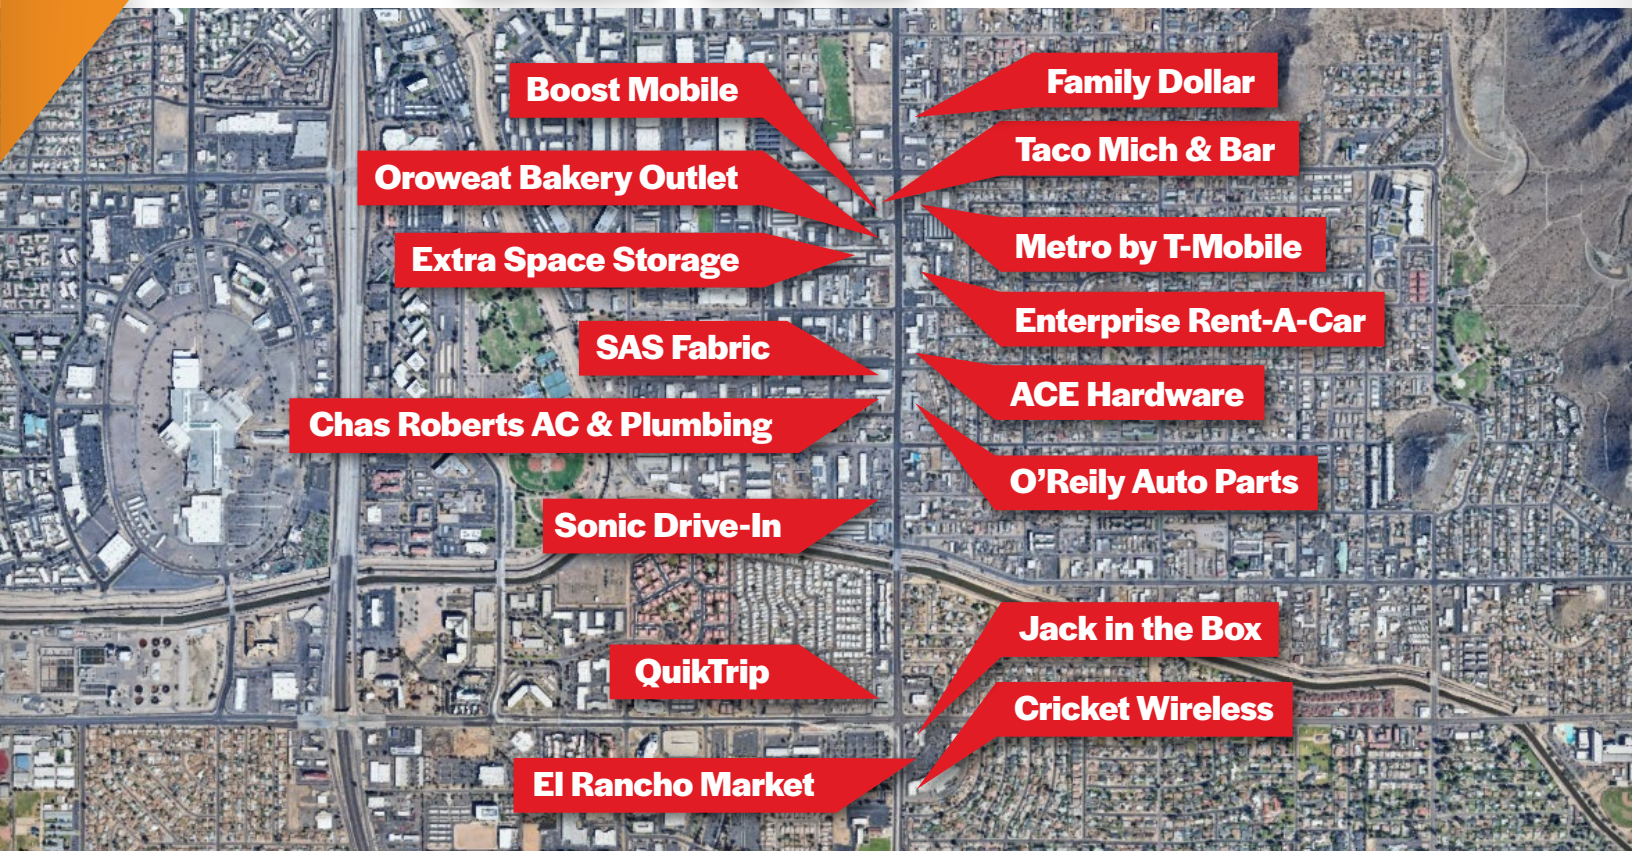 Boost Mobile
Family Dollar
Taco Mich & Bar
Oroweat Bakery Outlet
Metro by T-Mobile
Extra Space Storage
Enterprise Rent-A-Car
SAS Fabric
ACE Hardware
Chas Roberts AC & Plumbing
O’Reily Auto Parts
Sonic Drive-In
Jack in the Box
QuikTrip
Cricket Wireless
El Rancho Market